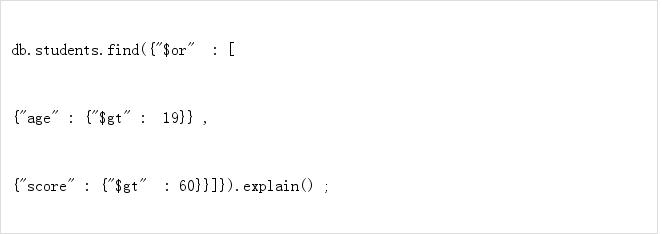 db.students.find({"$or" : [
{"age" : {"$gt" : 19}} ,
{"score" : {"$gt" : 60}}]}).explain() ;